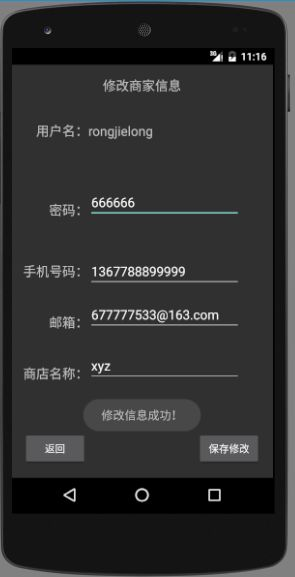 3G 11:16
修改商家信息
用户名：rongjielong
密码：666666
手机号码：1367788899999
邮箱：677777533@163.com
商店名称：xyz
修改信息成功！
返回 保存修改